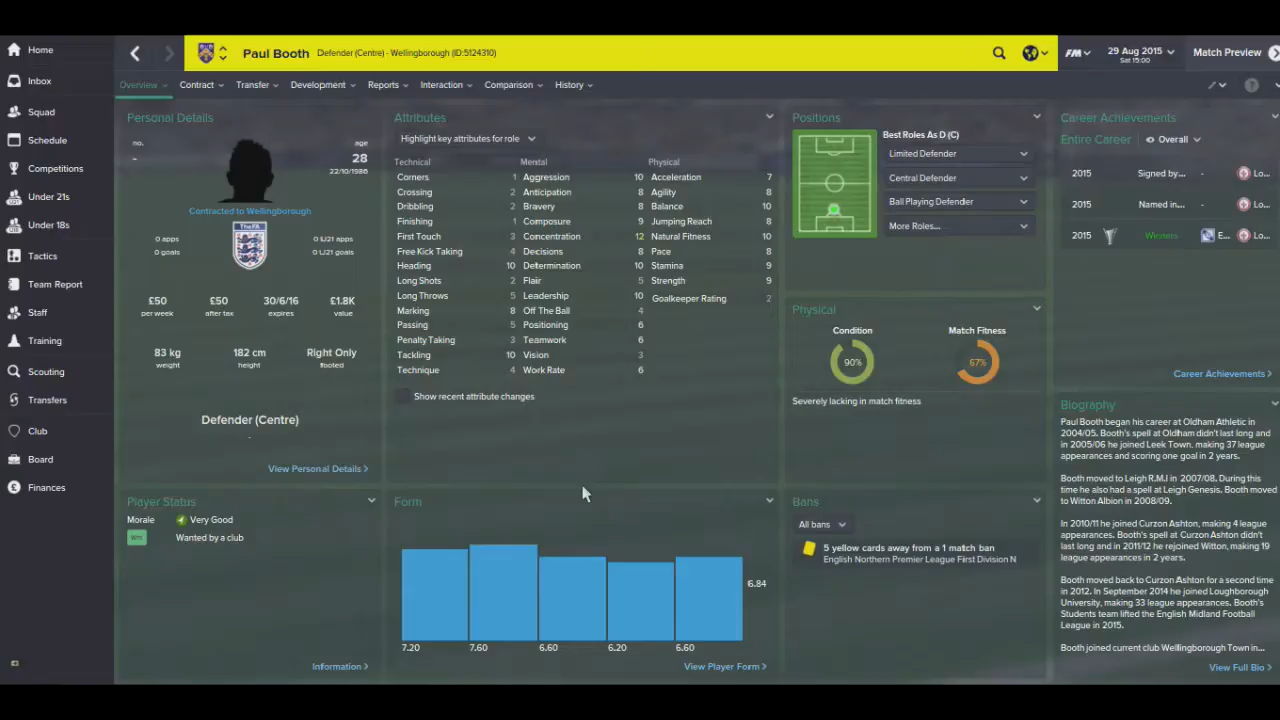 Home
Inbox
Squad
Schedule
Competitions
Under 21s
Under 18s
Tactics
Team Report
Staff
Training
Scouting
Transfers
Club
Board
Finances
Paul Booth Defender (Centre) - Wellingborough (ID:5124310)
FM
29 Aug 2015
Sat 15:00
Match Preview
Overview Contract Transfer Development Reports Interaction Comparison History
Personal Details
no.
-
age
28
22/10/1986
Contracted to Wellingborough
The FA
0 apps
0 goals
0 U21 apps
0 U21 goals
£50
per week
£50
after tax
30/6/16
expires
£1.8K
value
83 kg
weight
182 cm
height
Right Only
footed
Defender (Centre)
-
View Personal Details >
Attributes
Highlight key attributes for role
Technical Mental Physical
Corners 1 Aggression 10 Acceleration 7
Crossing 2 Anticipation 8 Agility 8
Dribbling 2 Bravery 8 Balance 10
Finishing 1 Composure 9 Jumping Reach 8
First Touch 3 Concentration 12 Natural Fitness 10
Free Kick Taking 4 Decisions 8 Pace 8
Heading 10 Determination 10 Stamina 9
Long Shots 2 Flair 5 Strength 9
Long Throws 5 Leadership 10 Goalkeeper Rating 2
Marking 8 Off The Ball 4
Passing 5 Positioning 6
Penalty Taking 3 Teamwork 6
Tackling 10 Vision 3
Technique 4 Work Rate 6
Show recent attribute changes
Positions
Best Roles As D (C)
Limited Defender
Central Defender
Ball Playing Defender
More Roles...
Physical
Condition
90%
Match Fitness
67%
Severely lacking in match fitness
Career Achievements
Entire Career Overall
2015 Signed by... - Lo...
2015 Named in... - Lo...
2015 Winners E... Lo...
Career Achievements >
Biography
Paul Booth began his career at Oldham Athletic in
2004/05. Booth's spell at Oldham didn't last long and
in 2005/06 he joined Leek Town, making 37 league
appearances and scoring one goal in 2 years.
Booth moved to Leigh R.M.I in 2007/08. During this
time he also had a spell at Leigh Genesis. Booth moved
to Witton Albion in 2008/09.
In 2010/11 he joined Curzon Ashton, making 4 league
appearances. Booth's spell at Curzon Ashton didn't
last long and in 2011/12 he rejoined Witton, making 19
league appearances in 2 years.
Booth moved back to Curzon Ashton for a second time
in 2012. In September 2014 he joined Loughborough
University, making 33 league appearances. Booth's
Students team lifted the English Midland Football
League in 2015.
Booth joined current club Wellingborough Town in...
View Full Bio >
Player Status
Morale Very Good
Wanted by a club
Information >
Form
6.84
7.20 7.60 6.60 6.20 6.60
View Player Form >
Bans
All bans
5 yellow cards away from a 1 match ban
English Northern Premier League First Division N